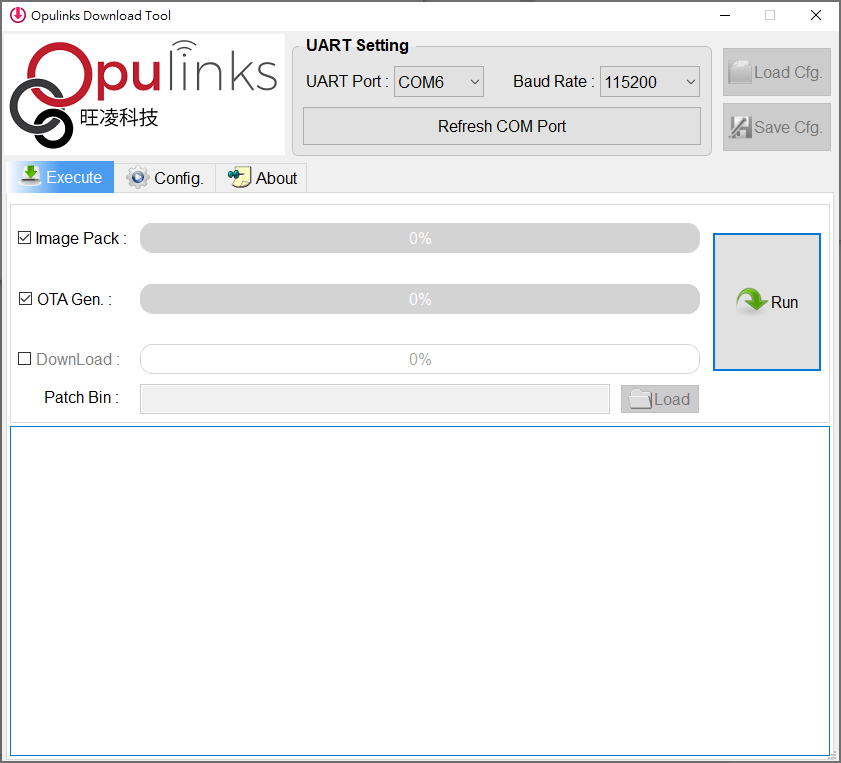 Opulinks Download Tool
Opulinks
旺凌科技
UART Setting
UART Port : COM6 Baud Rate : 115200
Refresh COM Port
Load Cfg.
Save Cfg.
Execute Config. About
Image Pack : 0%
OTA Gen. : 0%
DownLoad : 0%
Patch Bin : Load
Run